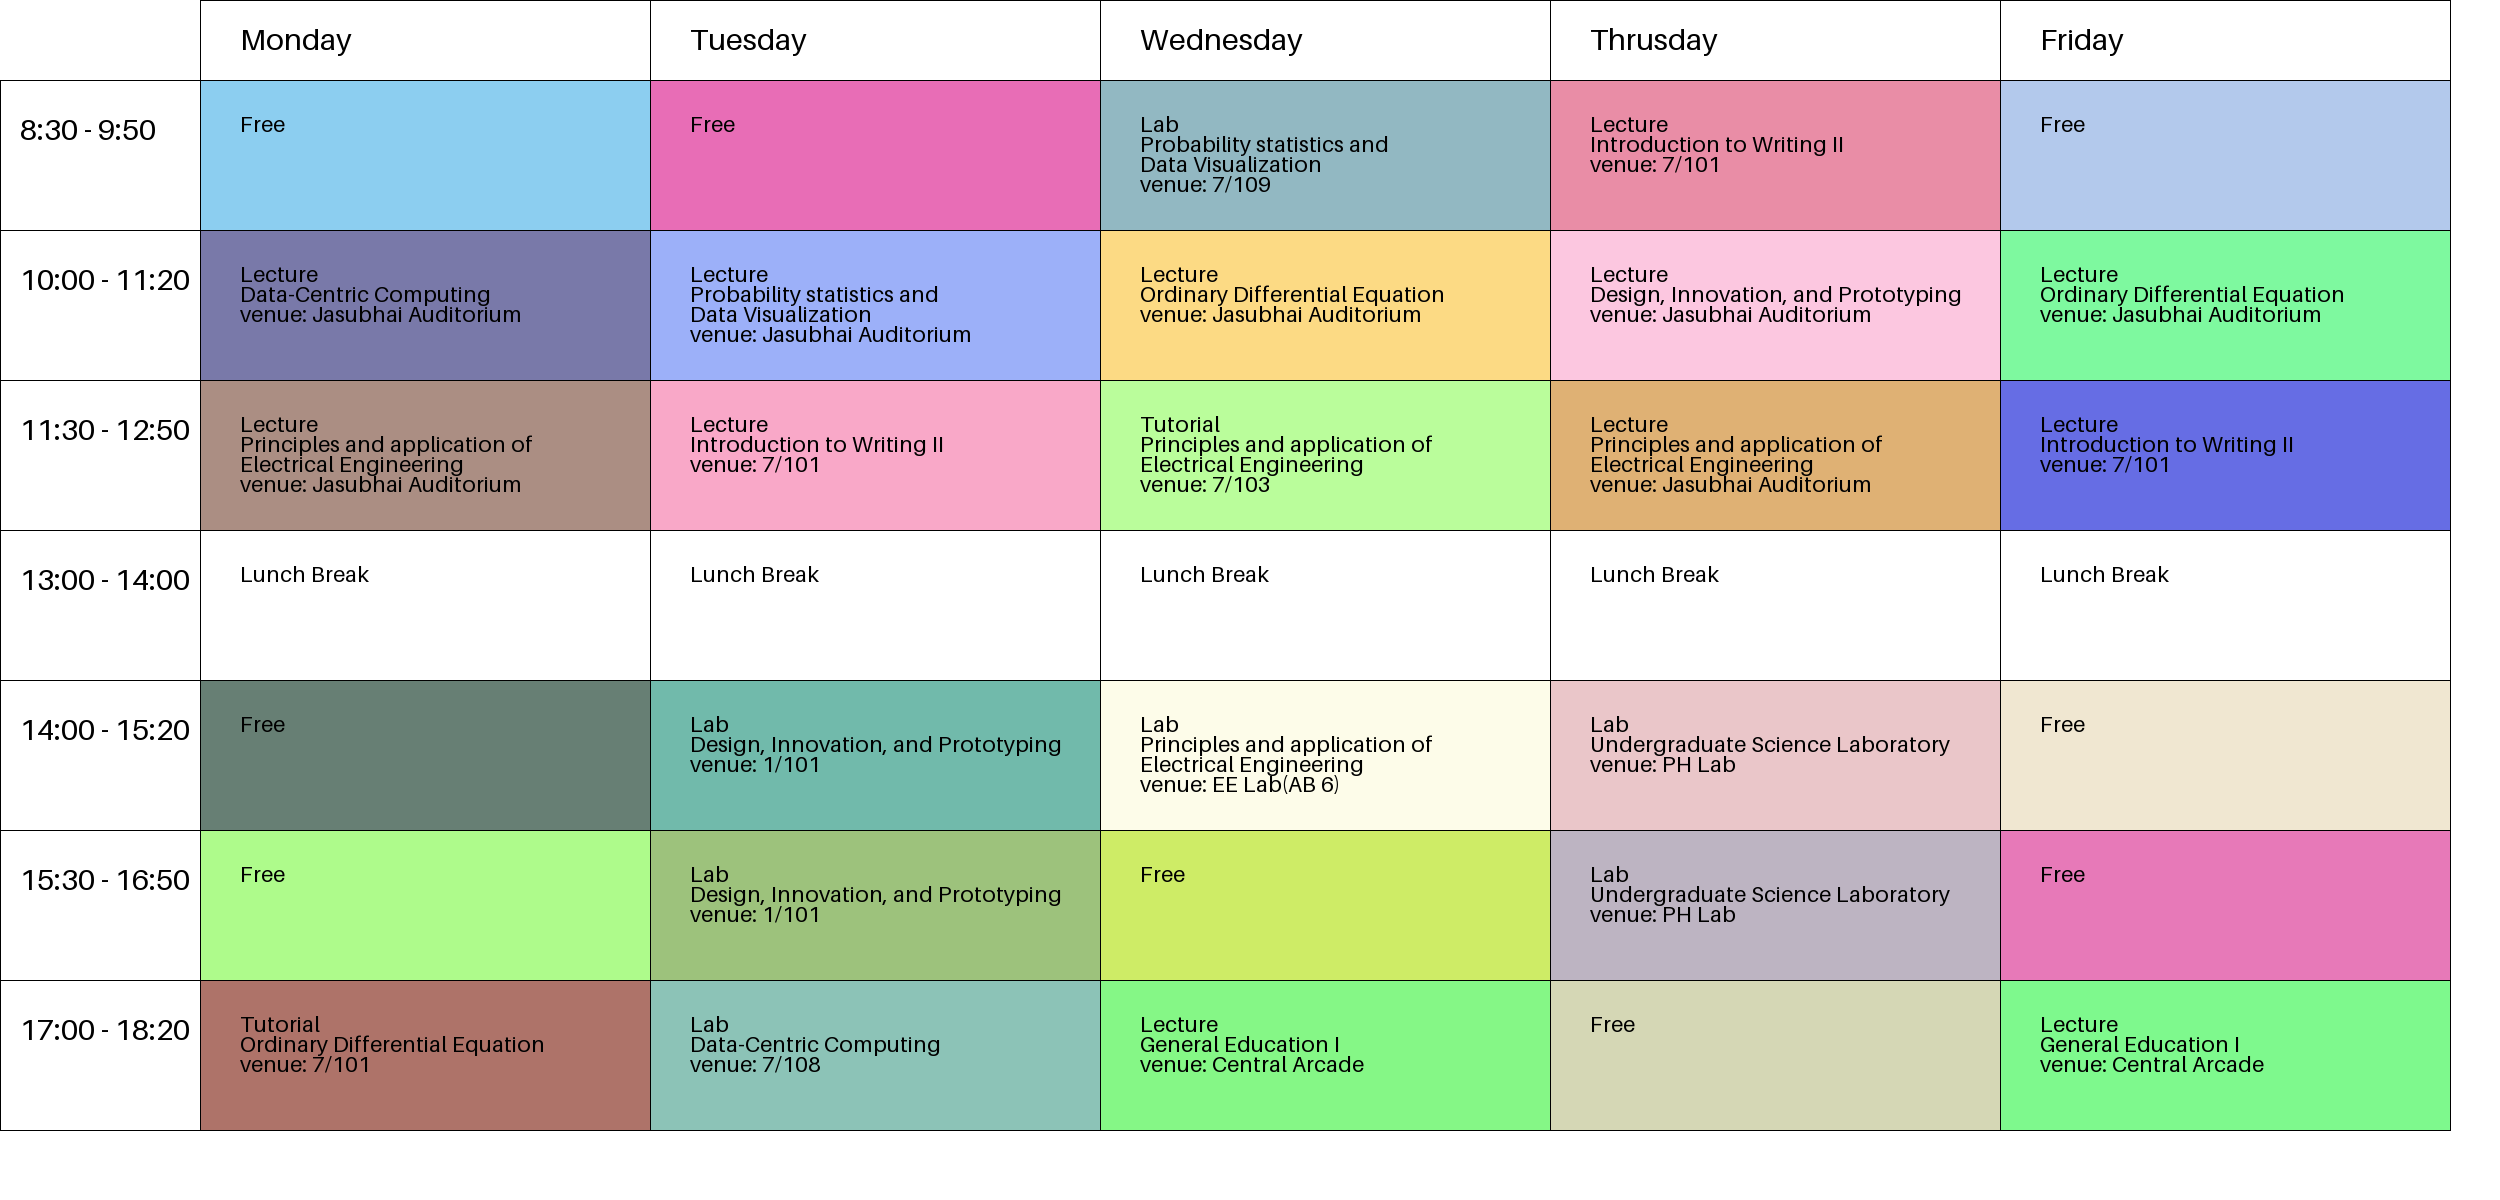 Monday
Tuesday
Wednesday
Thrusday
Friday
8:30 - 9:50
Free
Free
Lab
Probability statistics and
Data Visualization
venue: 7/109
Lecture
Introduction to Writing II
venue: 7/101
Free
10:00 - 11:20
Lecture
Data-Centric Computing
venue: Jasubhai Auditorium
Lecture
Probability statistics and
Data Visualization
venue: Jasubhai Auditorium
Lecture
Ordinary Differential Equation
venue: Jasubhai Auditorium
Lecture
Design, Innovation, and Prototyping
venue: Jasubhai Auditorium
Lecture
Ordinary Differential Equation
venue: Jasubhai Auditorium
11:30 - 12:50
Lecture
Principles and application of
Electrical Engineering
venue: Jasubhai Auditorium
Lecture
Introduction to Writing II
venue: 7/101
Tutorial
Principles and application of
Electrical Engineering
venue: 7/103
Lecture
Principles and application of
Electrical Engineering
venue: Jasubhai Auditorium
Lecture
Introduction to Writing II
venue: 7/101
13:00 - 14:00
Lunch Break
Lunch Break
Lunch Break
Lunch Break
Lunch Break
14:00 - 15:20
Free
Lab
Design, Innovation, and Prototyping
venue: 1/101
Lab
Principles and application of
Electrical Engineering
venue: EE Lab(AB 6)
Lab
Undergraduate Science Laboratory
venue: PH Lab
Free
15:30 - 16:50
Free
Lab
Design, Innovation, and Prototyping
venue: 1/101
Free
Lab
Undergraduate Science Laboratory
venue: PH Lab
Free
17:00 - 18:20
Tutorial
Ordinary Differential Equation
venue: 7/101
Lab
Data-Centric Computing
venue: 7/108
Lecture
General Education I
venue: Central Arcade
Free
Lecture
General Education I
venue: Central Arcade